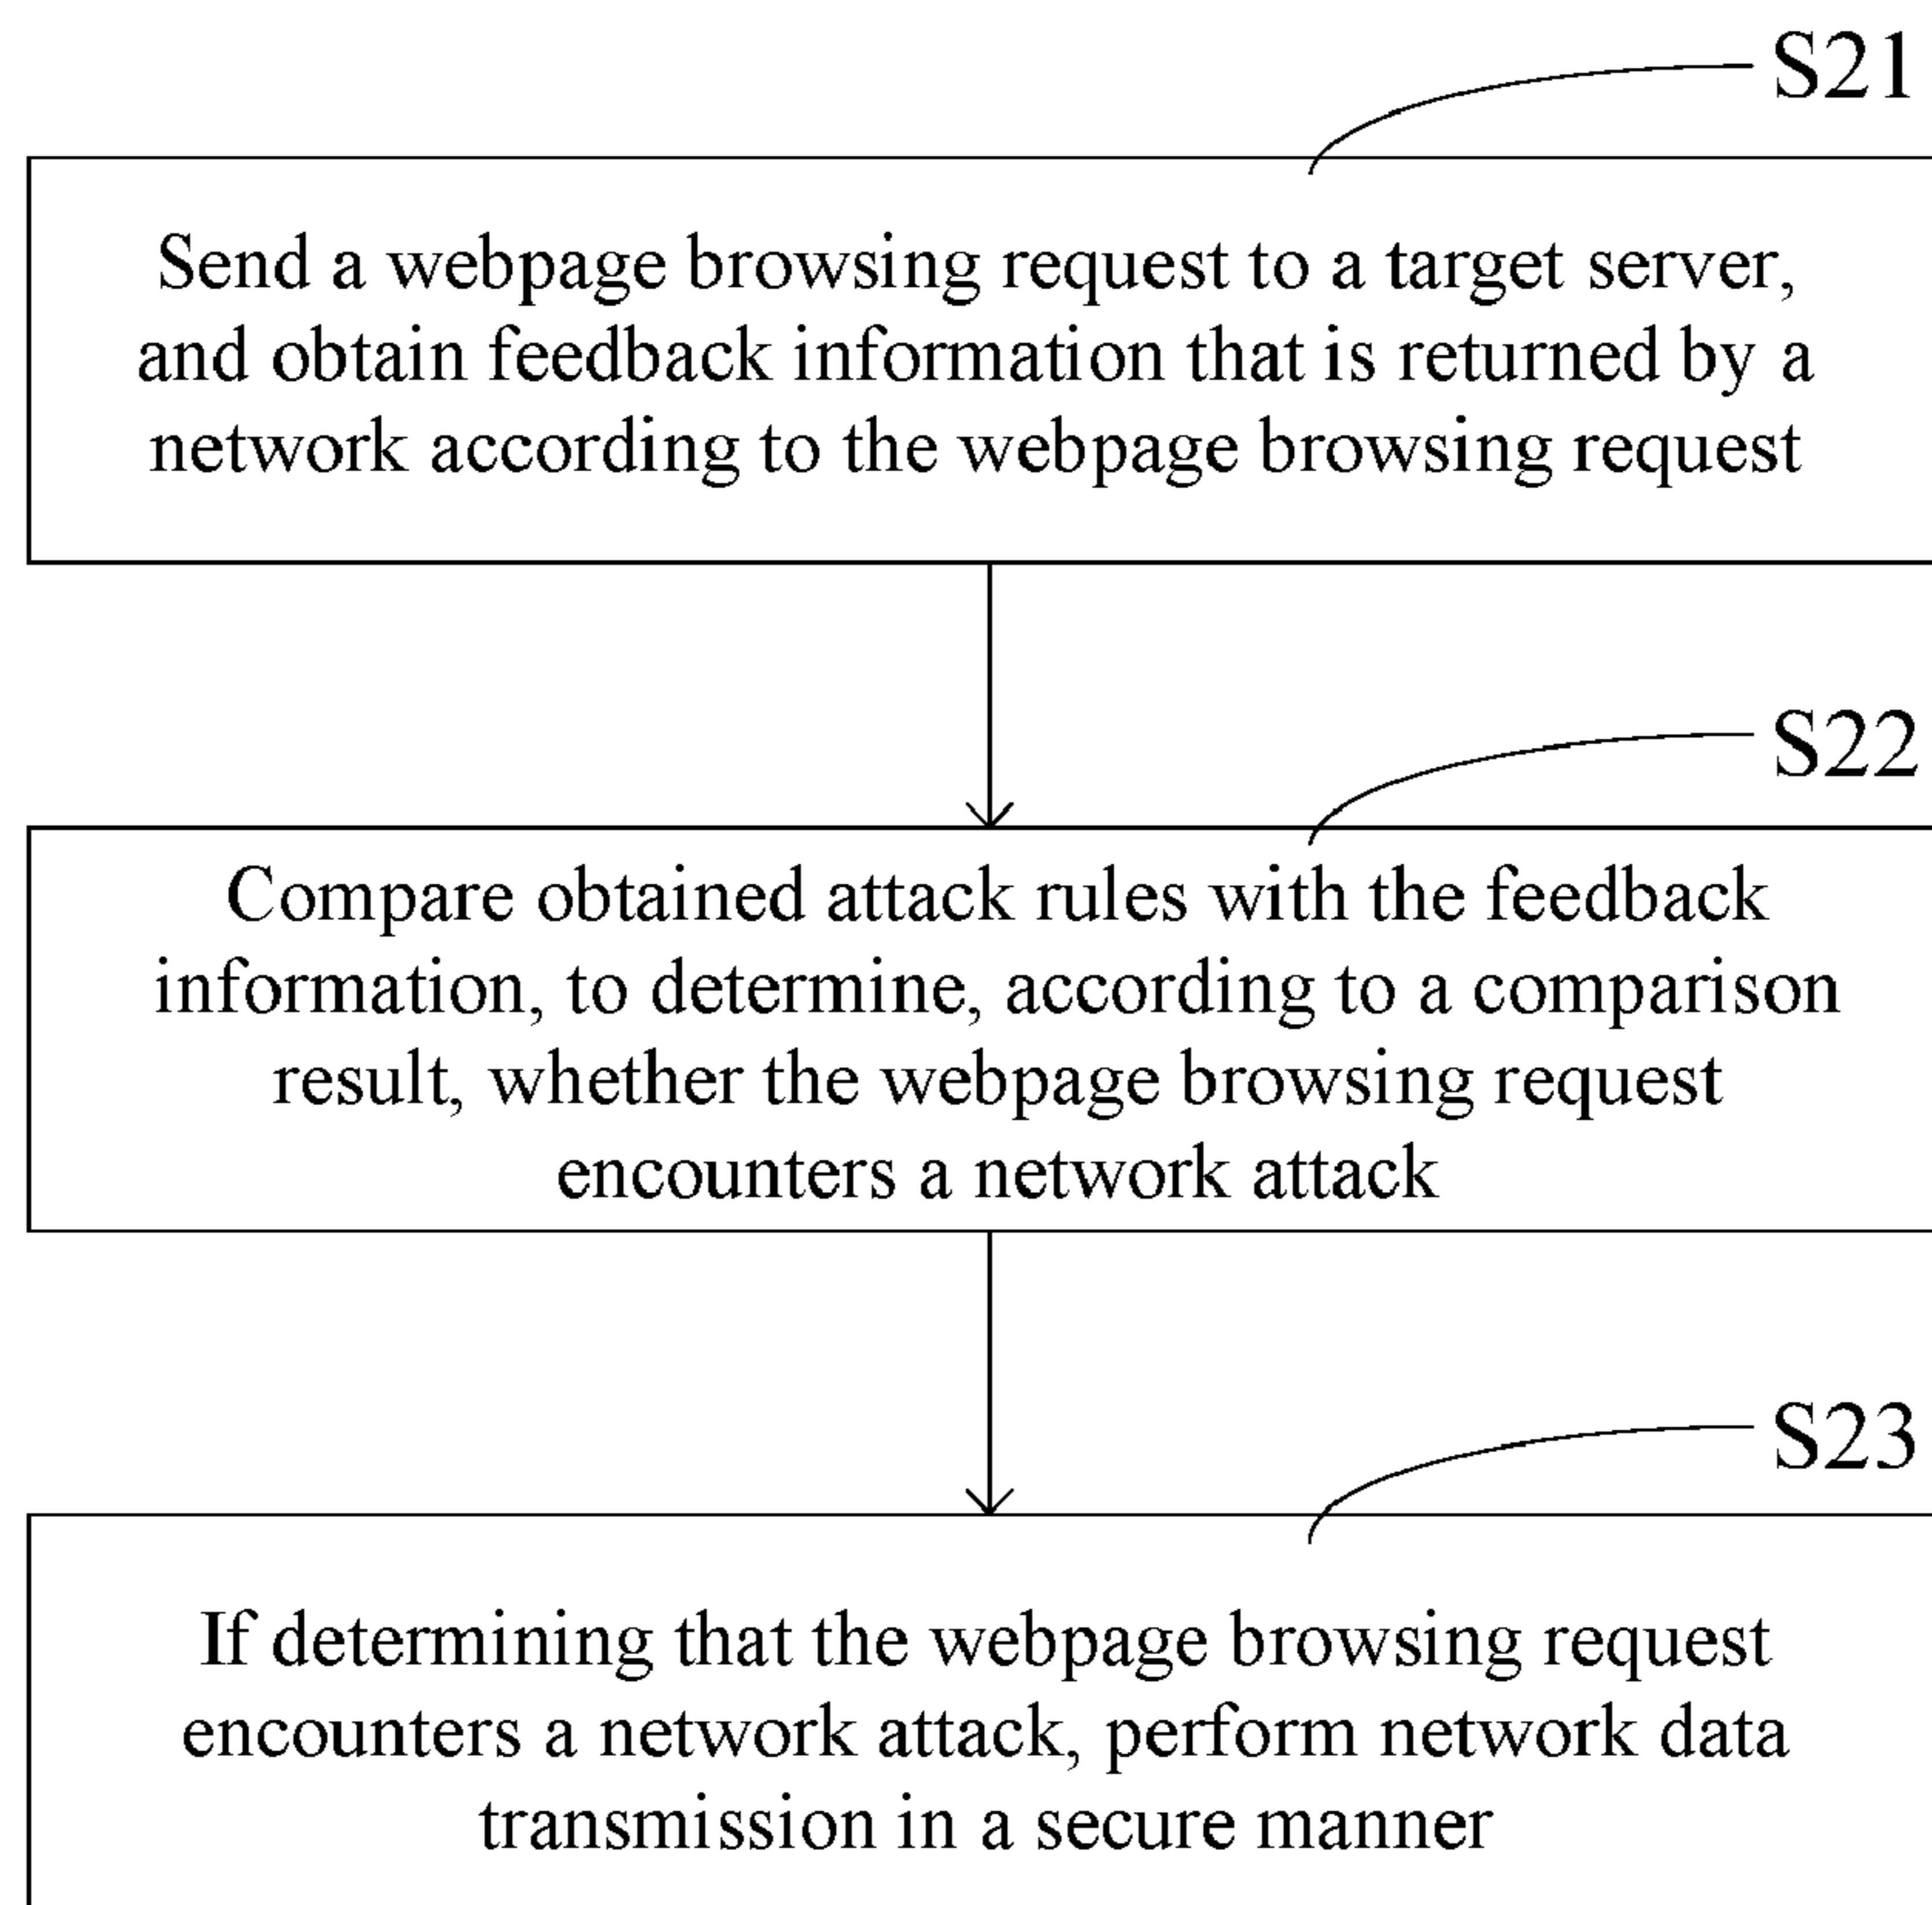 S21
Send a webpage browsing request to a target server,
and obtain feedback information that is returned by a
network according to the webpage browsing request
S22
Compare obtained attack rules with the feedback
information, to determine, according to a comparison
result, whether the webpage browsing request
encounters a network attack
S23
If determining that the webpage browsing request
encounters a network attack, perform network data
transmission in a secure manner